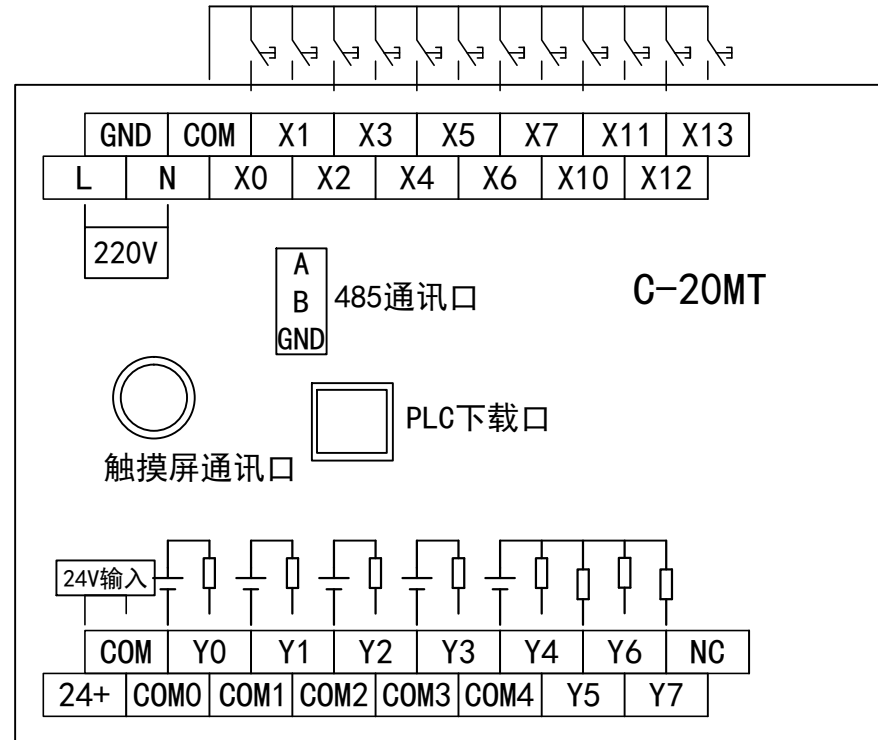 GND COM X1 X3 X5 X7 X11 X13
L N X0 X2 X4 X6 X10 X12
220V
A
B
GND
485通讯口
C-20MT
PLC下载口
触摸屏通讯口
24V输入
COM Y0 Y1 Y2 Y3 Y4 Y6 NC
24+ COM0 COM1 COM2 COM3 COM4 Y5 Y7